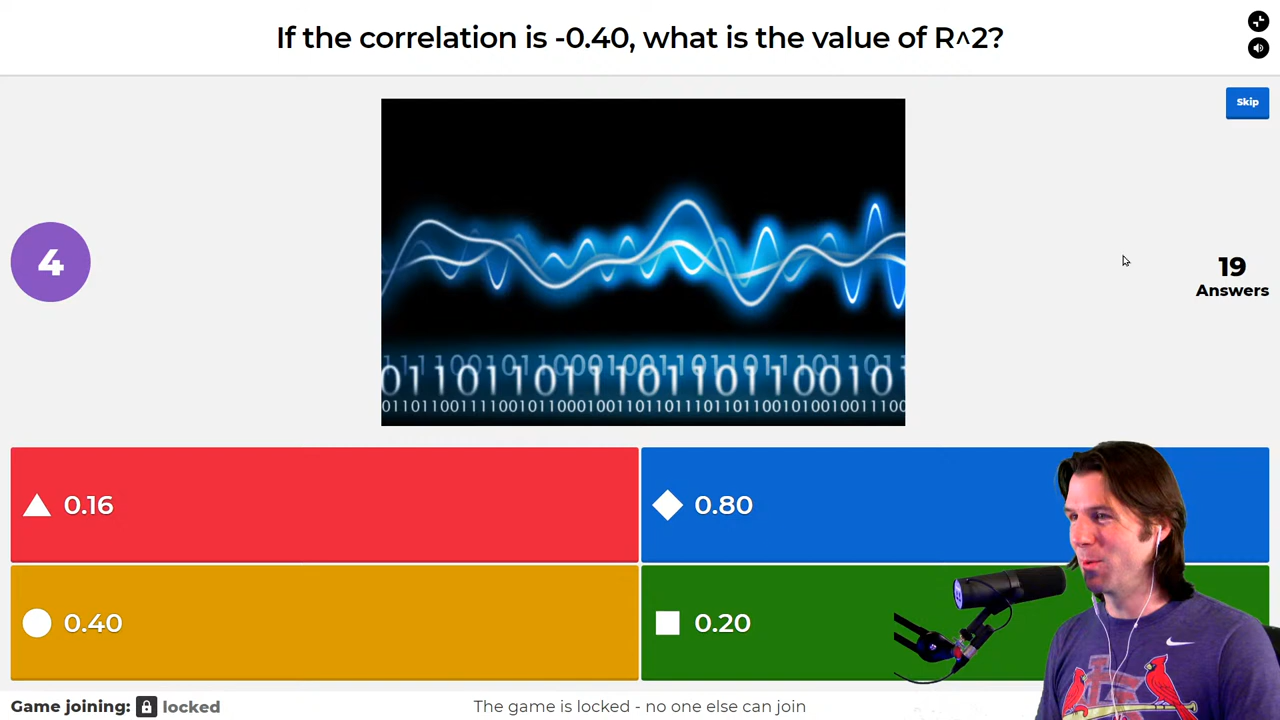 If the correlation is -0.40, what is the value of R^2?
Skip
4
19
Answers
0.16
0.80
0.40
0.20
Game joining: locked
The game is locked - no one else can join